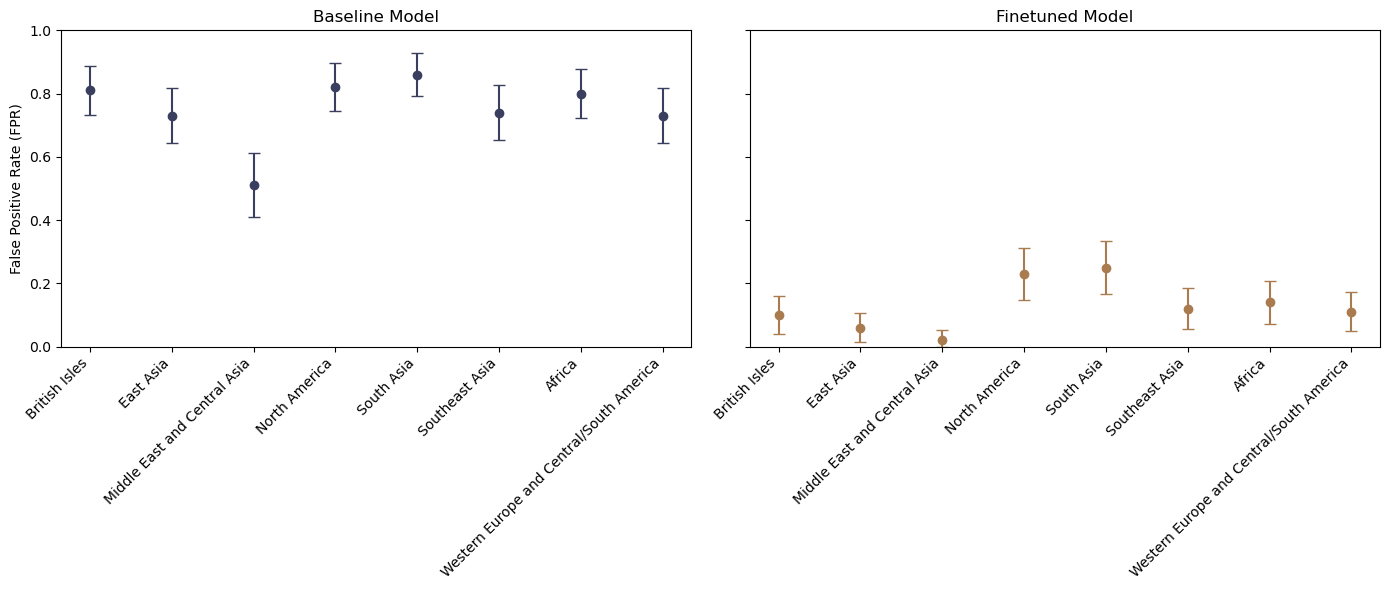 Baseline Model
Finetuned Model
False Positive Rate (FPR)
1.0
0.8
0.6
0.4
0.2
0.0
British Isles
East Asia
Middle East and Central Asia
North America
South Asia
Southeast Asia
Africa
Western Europe and Central/South America
British Isles
East Asia
Middle East and Central Asia
North America
South Asia
Southeast Asia
Africa
Western Europe and Central/South America